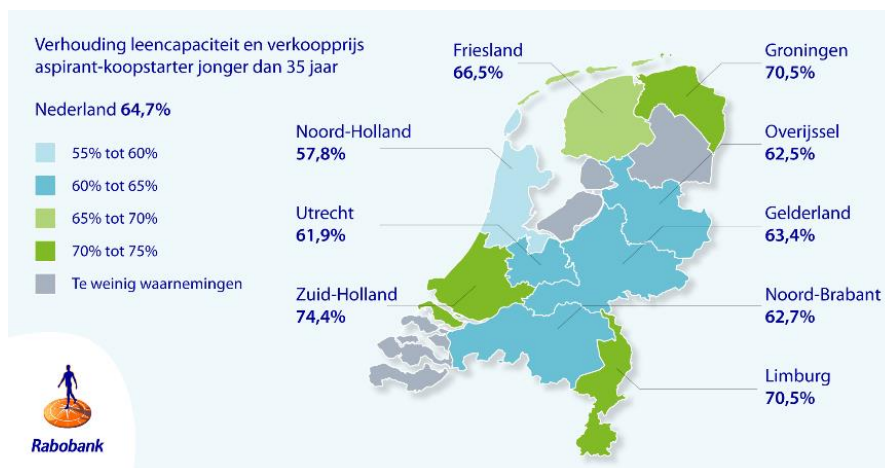 Verhouding leencapaciteit en verkoopprijs
aspirant-koopstarter jonger dan 35 jaar
Nederland 64,7%
55% tot 60%
60% tot 65%
65% tot 70%
70% tot 75%
Te weinig waarnemingen
Friesland
66,5%
Groningen
70,5%
Noord-Holland
57,8%
Overijssel
62,5%
Utrecht
61,9%
Gelderland
63,4%
Zuid-Holland
74,4%
Noord-Brabant
62,7%
Limburg
70,5%
Rabobank